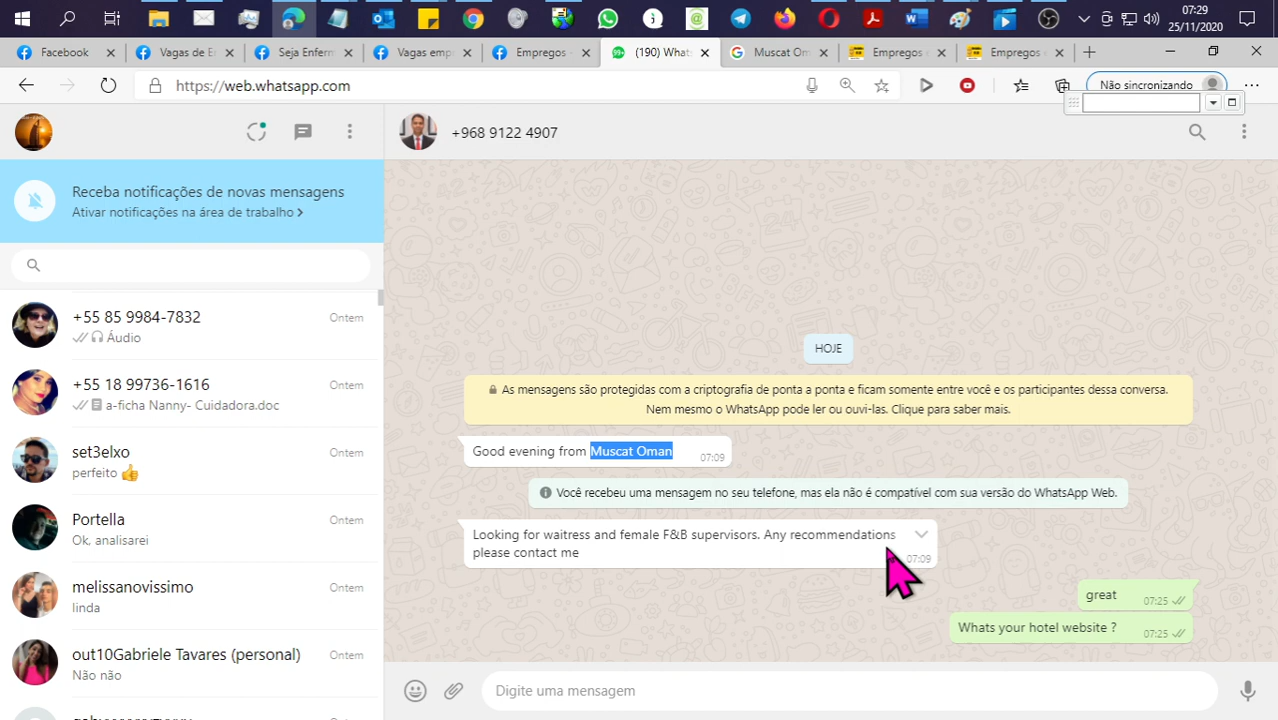 07:29
25/11/2020
Facebook
Vagas de E
Seja Enferm
Vagas emp
Empregos -
(190) What
Muscat Om
Empregos e
Empregos e
https://web.whatsapp.com
Não sincronizando
+968 9122 4907
Receba notificações de novas mensagens
Ativar notificações na área de trabalho
+55 85 9984-7832
Ontem
Áudio
+55 18 99736-1616
Ontem
a-ficha Nanny- Cuidadora.doc
set3elxo
Ontem
perfeito 👍
Portella
Ontem
Ok, analisarei
melissanovissimo
Ontem
linda
out10Gabriele Tavares (personal)
Ontem
Não não
HOJE
As mensagens são protegidas com a criptografia de ponta a ponta e ficam somente entre você e os participantes dessa conversa.
Nem mesmo o WhatsApp pode ler ou ouvi-las. Clique para saber mais.
Good evening from Muscat Oman
07:09
Você recebeu uma mensagem no seu telefone, mas ela não é compatível com sua versão do WhatsApp Web.
Looking for waitress and female F&B supervisors. Any recommendations
please contact me
07:09
great
07:25
Whats your hotel website ?
07:25
Digite uma mensagem